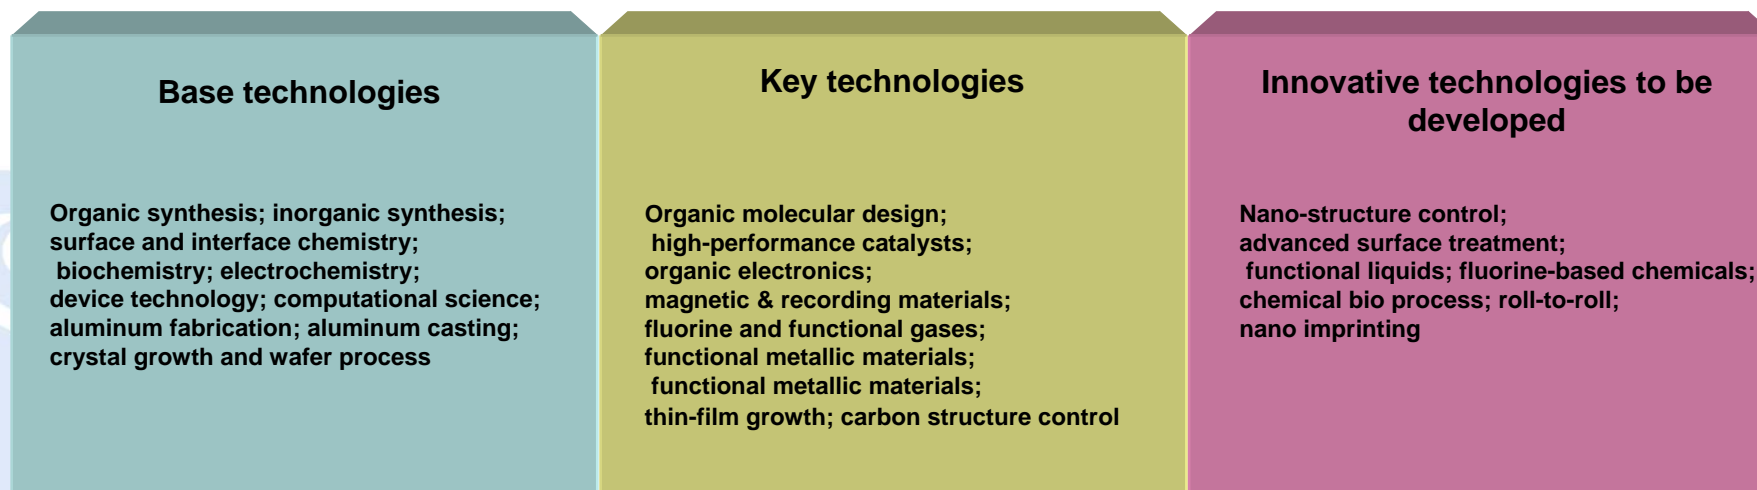 Base technologies
Organic synthesis; inorganic synthesis;
surface and interface chemistry;
biochemistry; electrochemistry;
device technology; computational science;
aluminum fabrication; aluminum casting;
crystal growth and wafer process
Key technologies
Organic molecular design;
high-performance catalysts;
organic electronics;
magnetic & recording materials;
fluorine and functional gases;
functional metallic materials;
functional metallic materials;
thin-film growth; carbon structure control
Innovative technologies to be
developed
Nano-structure control;
advanced surface treatment;
functional liquids; fluorine-based chemicals;
chemical bio process; roll-to-roll;
nano imprinting